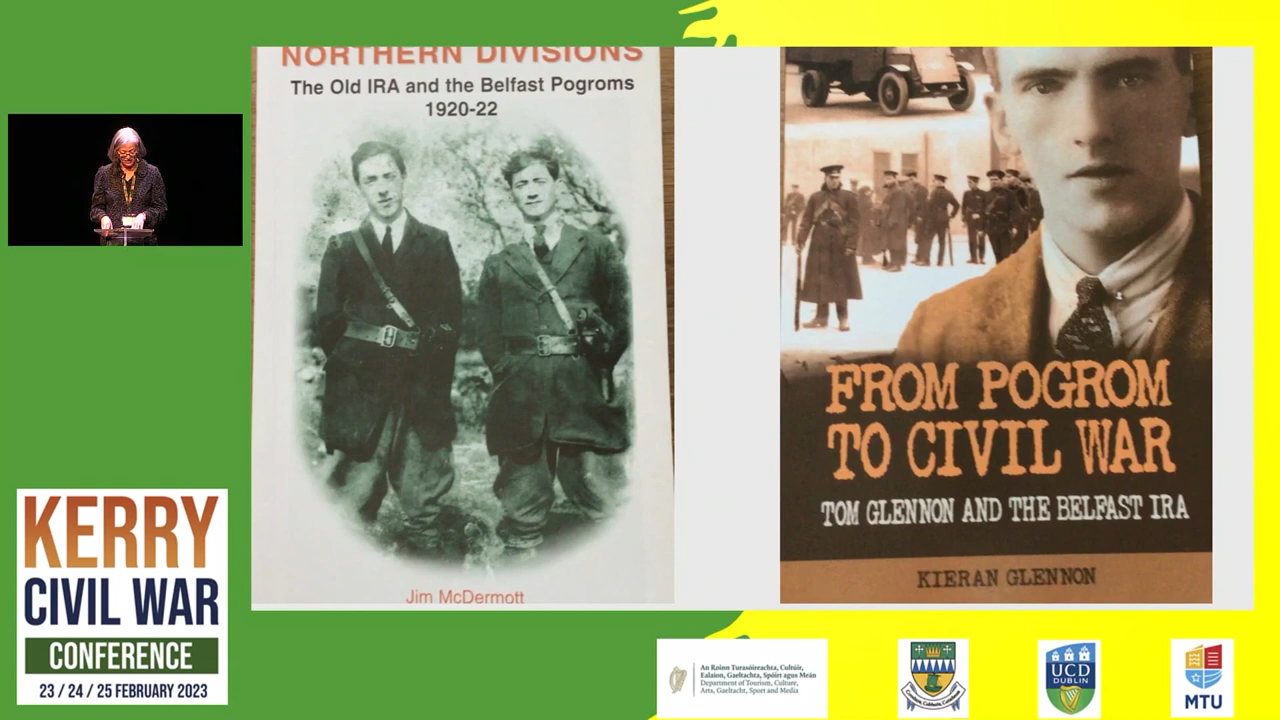 NORTHERN DIVISIONS
The Old IRA and the Belfast Pogroms
1920-22
Jim McDermott
FROM POGROM
TO CIVIL WAR
TOM GLENNON AND THE BELFAST IRA
KIERAN GLENNON
KERRY
CIVIL WAR
CONFERENCE
23 / 24 / 25 FEBRUARY 2023
An Roinn Turasóireachta, Cultúir,
Ealaíon, Gaeltachta, Spóirt agus Meán
Department of Tourism, Culture,
Arts, Gaeltacht, Sport and Media
UCD
DUBLIN
MTU